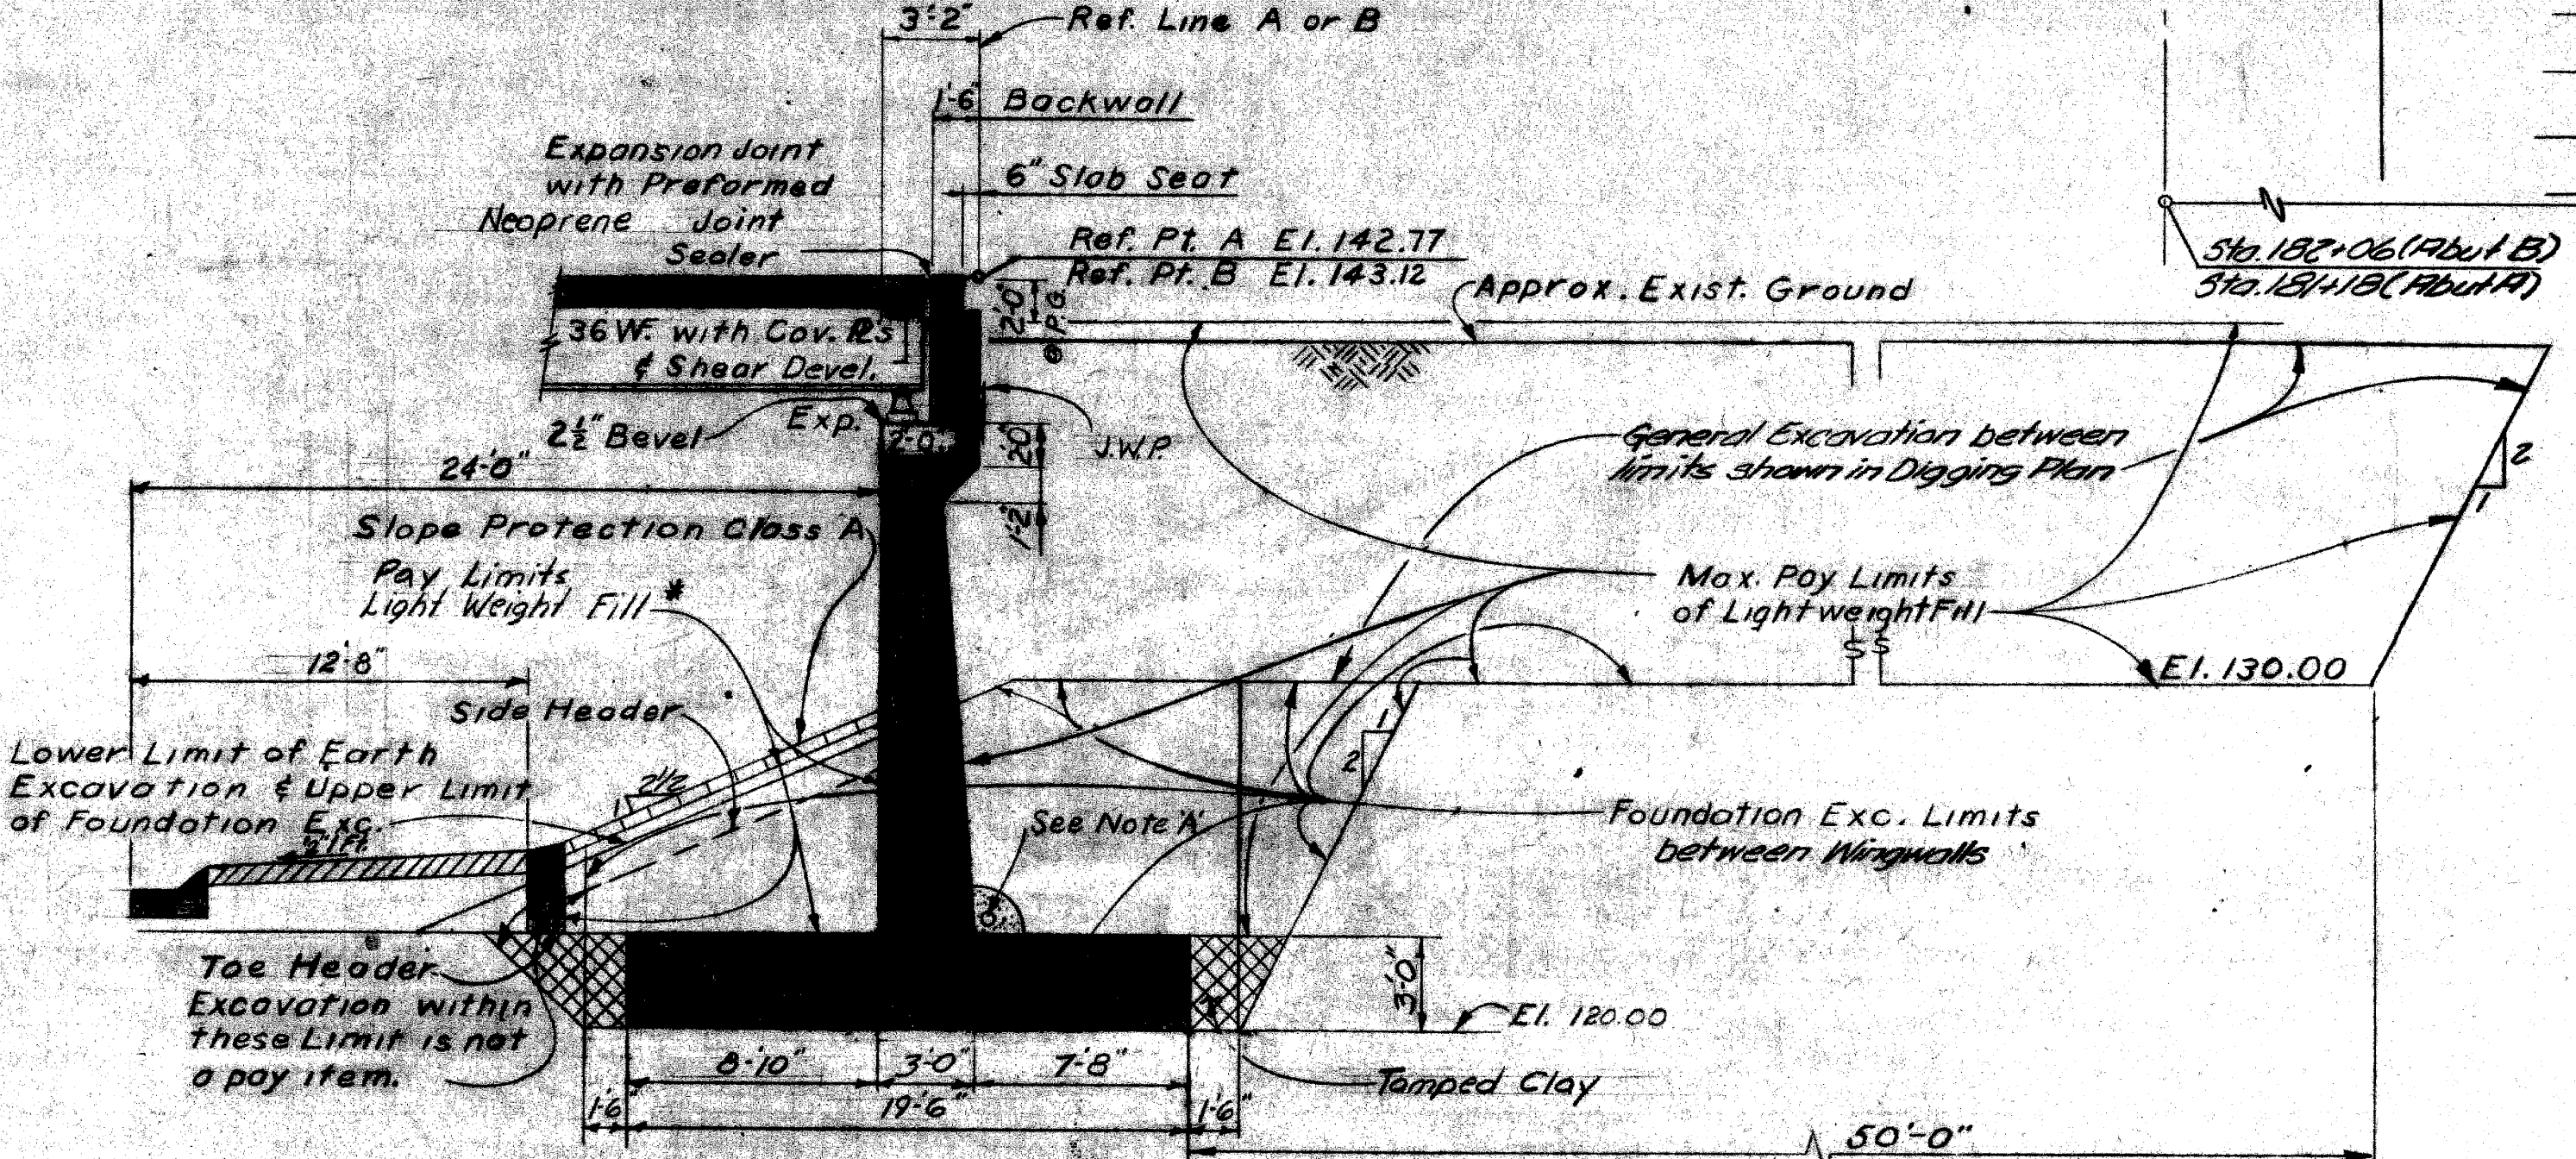 3'-2"
Ref. Line A or B
1'-6" Backwall
Expansion Joint
with Preformed
Neoprene Joint
Sealer
6" Slab Seat
Ref. Pt. A El. 142.77
Ref. Pt. B El. 143.12
Sta. 182+06 (Abut B)
Sta. 181+18 (Abut A)
Approx. Exist. Ground
2'-0"
@ P.G.
36 W. with Cov. ℞s
& Shear Devel.
2½" Bevel
Exp.
2'-0"
2'-0"
J.W.P.
1'-2"
General Excavation between
limits shown in Digging Plan
2
1
24'-0"
Slope Protection Class A
Pay Limits
Light Weight Fill *
Max. Pay Limits
of Lightweight Fill
12'-8"
El. 130.00
Side Header
Lower Limit of Earth
Excavation & Upper Limit
of Foundation Exc.
2½
1
1
2
See Note 'A'
Foundation Exc. Limits
between Wingwalls
Toe Header
Excavation within
these Limit is not
a pay item.
3'-0"
El. 120.00
8'-10"
3'-0"
7'-8"
Tamped Clay
1'-6"
19'-6"
1'-6"
50'-0"